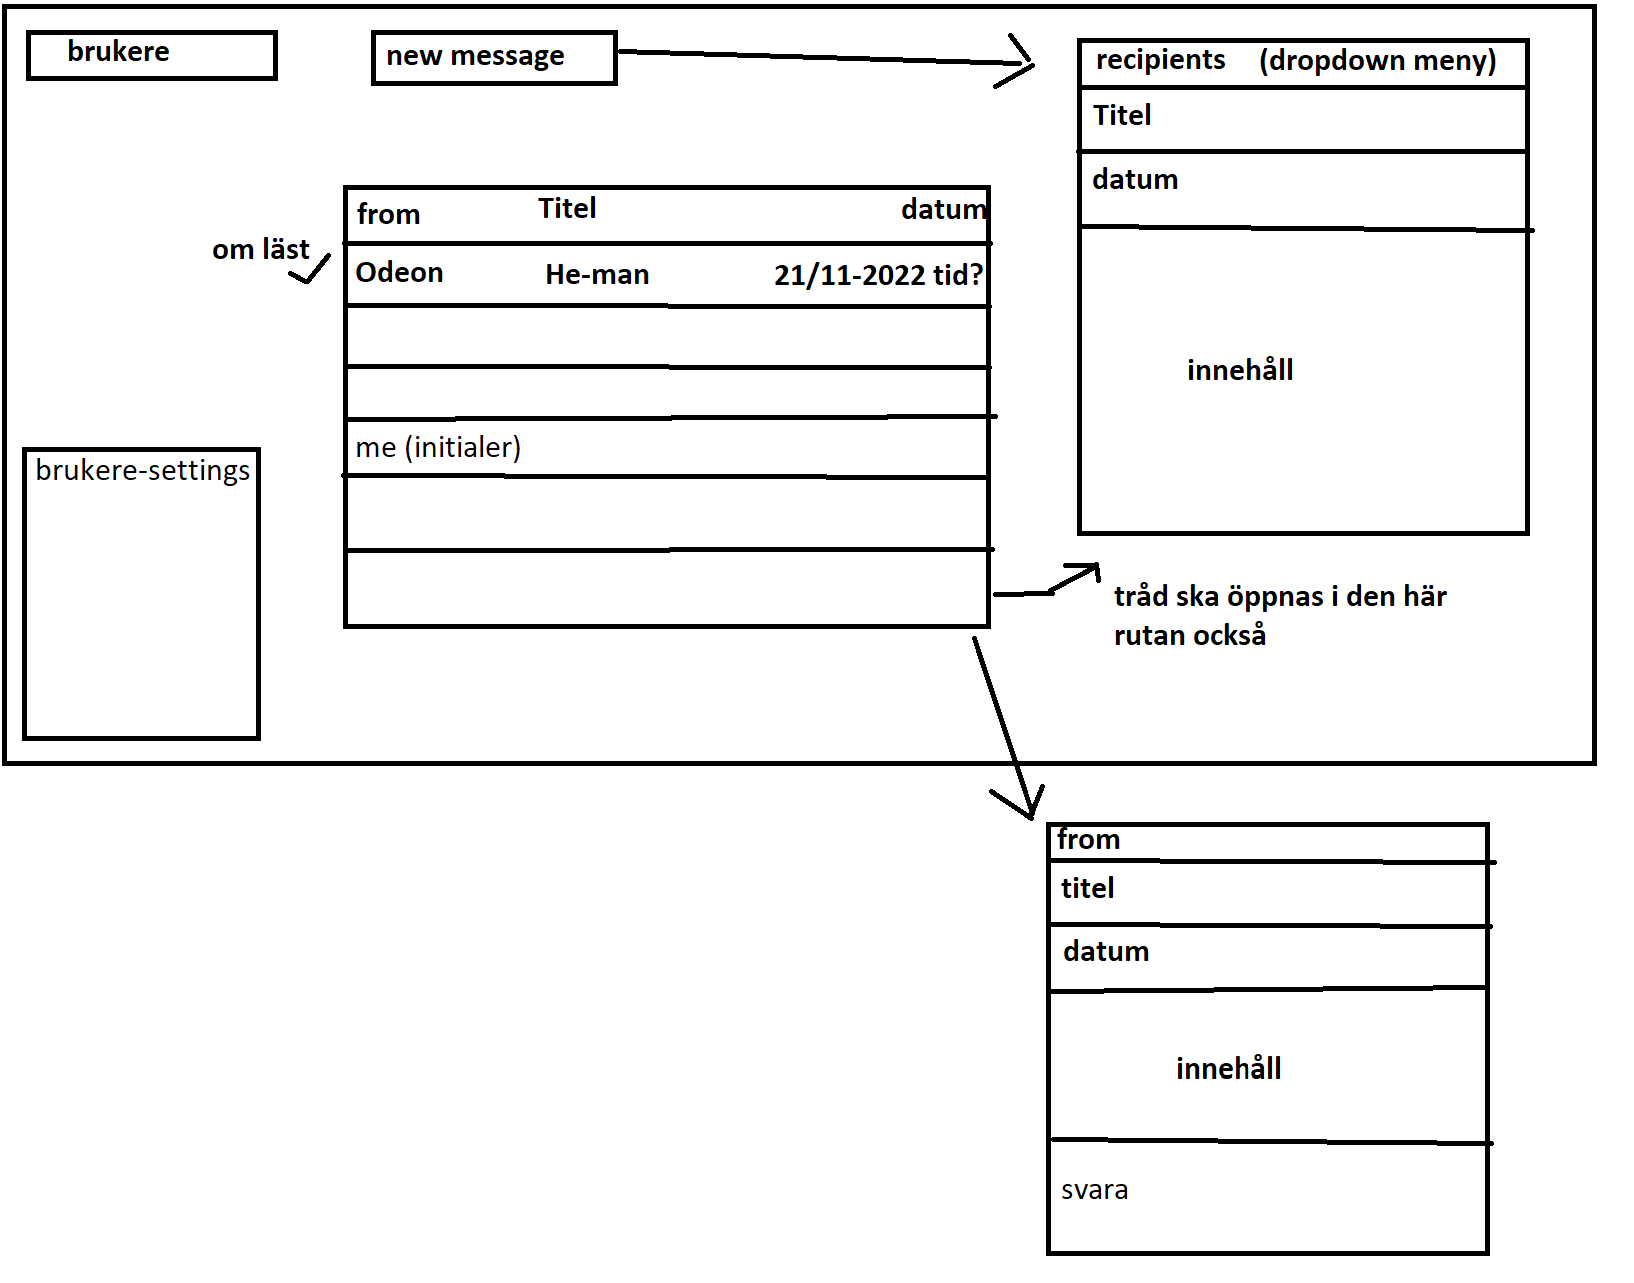 brukere
new message
recipients (dropdown meny)
Titel
datum
innehåll
from Titel datum
om läst
Odeon He-man 21/11-2022 tid?
me (initialer)
brukere-settings
tråd ska öppnas i den här
rutan också
from
titel
datum
innehåll
svara